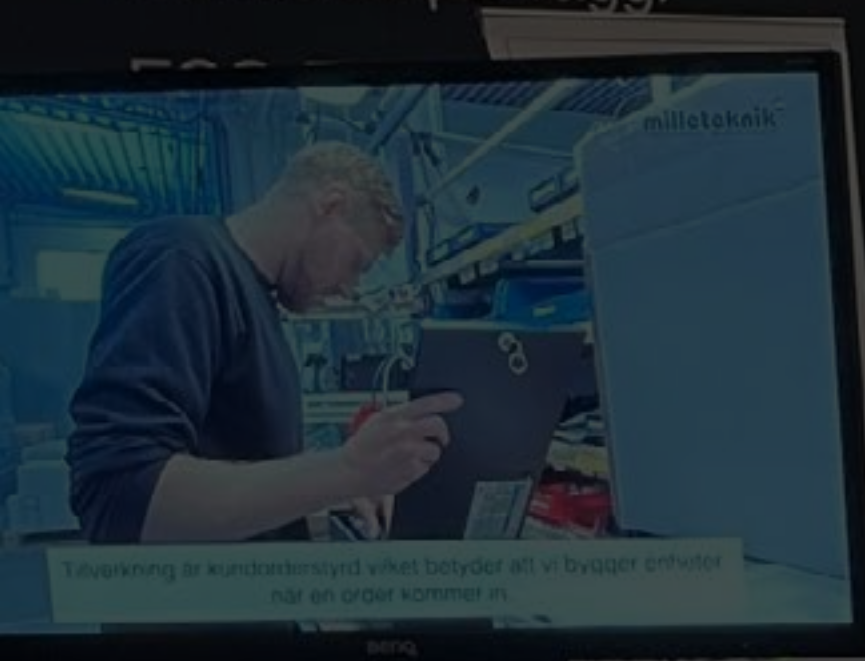 milleteknik
Tillverkning är kundorderstyrd vilket betyder att vi bygger enheter
när en order kommer in
BenQ